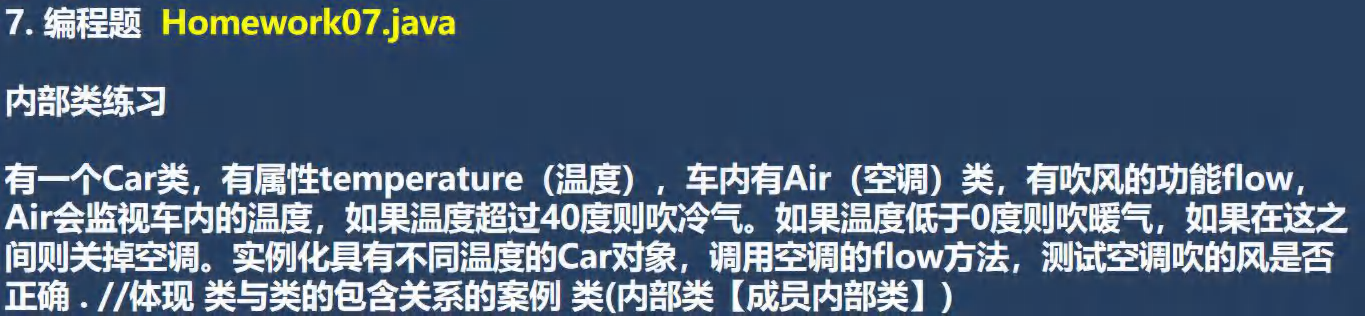 7. 编程题 Homework07.java
内部类练习
有一个Car类，有属性temperature（温度），车内有Air（空调）类，有吹风的功能flow，
Air会监视车内的温度，如果温度超过40度则吹冷气。如果温度低于0度则吹暖气，如果在这之
间则关掉空调。实例化具有不同温度的Car对象，调用空调的flow方法，测试空调吹的风是否
正确 . //体现 类与类的包含关系的案例 类(内部类【成员内部类】)